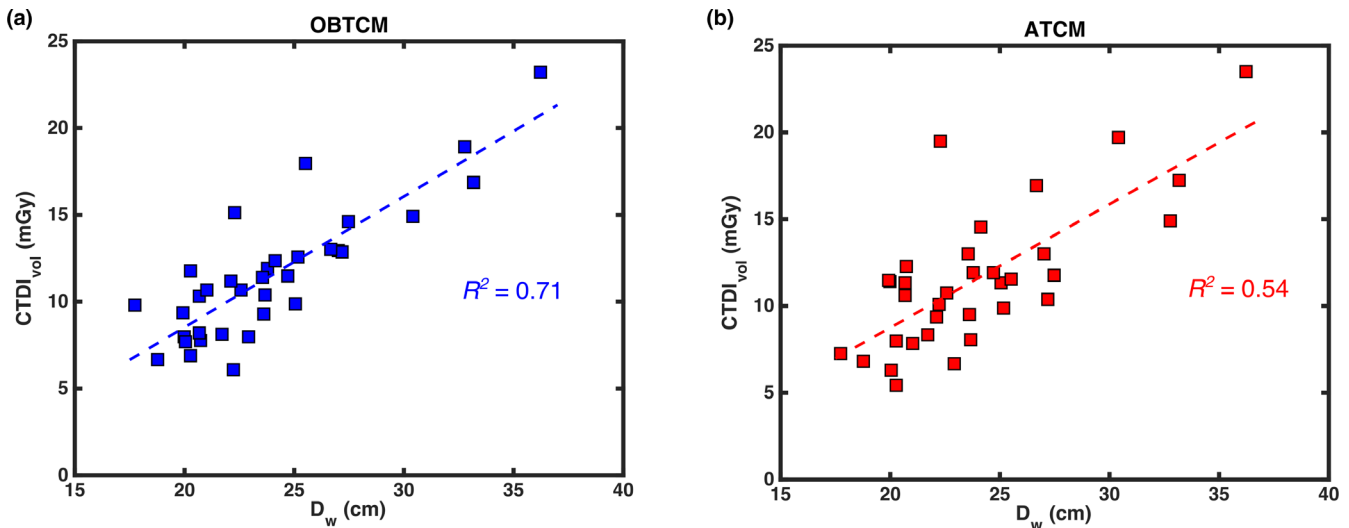 (a)
OBTCM
25
20
15
10
5
0
CTDIvol (mGy)
R² = 0.71
15 20 25 30 35 40
Dw (cm)
(b)
ATCM
25
20
15
10
5
0
CTDIvol (mGy)
R² = 0.54
15 20 25 30 35 40
Dw (cm)